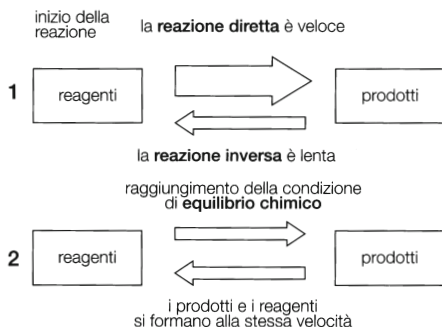 inizio della
reazione
la reazione diretta è veloce
1
reagenti
prodotti
la reazione inversa è lenta
raggiungimento della condizione
di equilibrio chimico
2
reagenti
prodotti
i prodotti e i reagenti
si formano alla stessa velocità